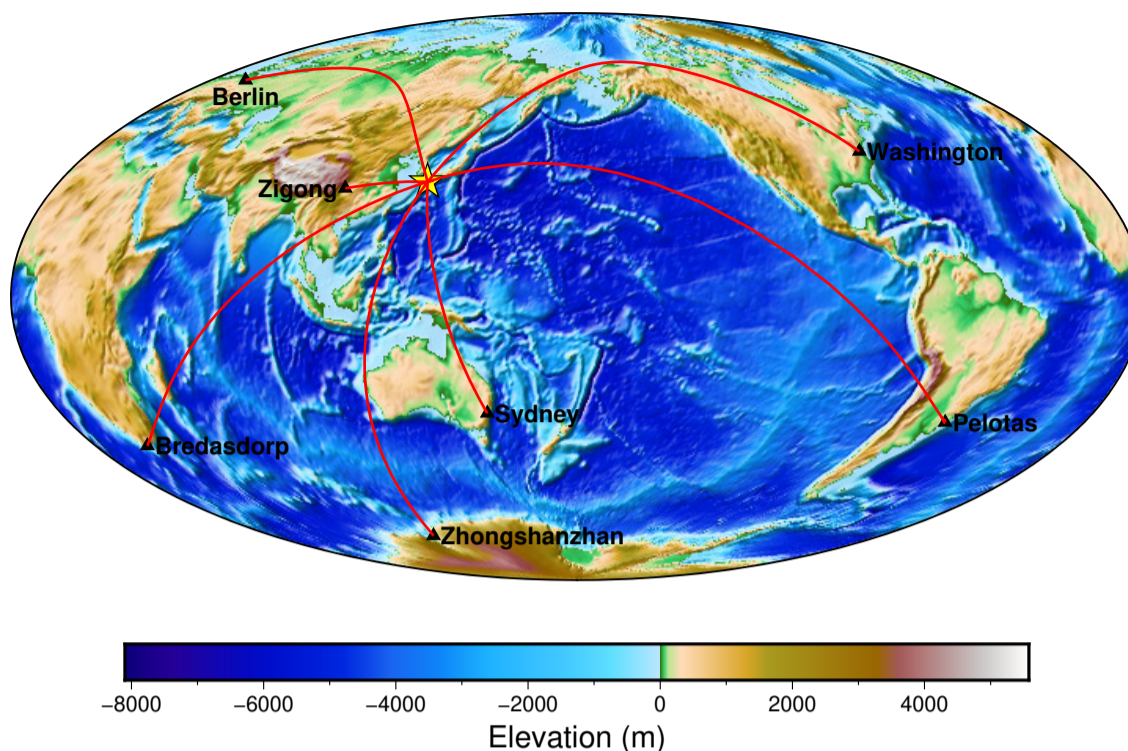 Berlin
Washington
Zigong
Sydney
Pelotas
Bredasdorp
Zhongshanzhan
−8000 −6000 −4000 −2000 0 2000 4000
Elevation (m)